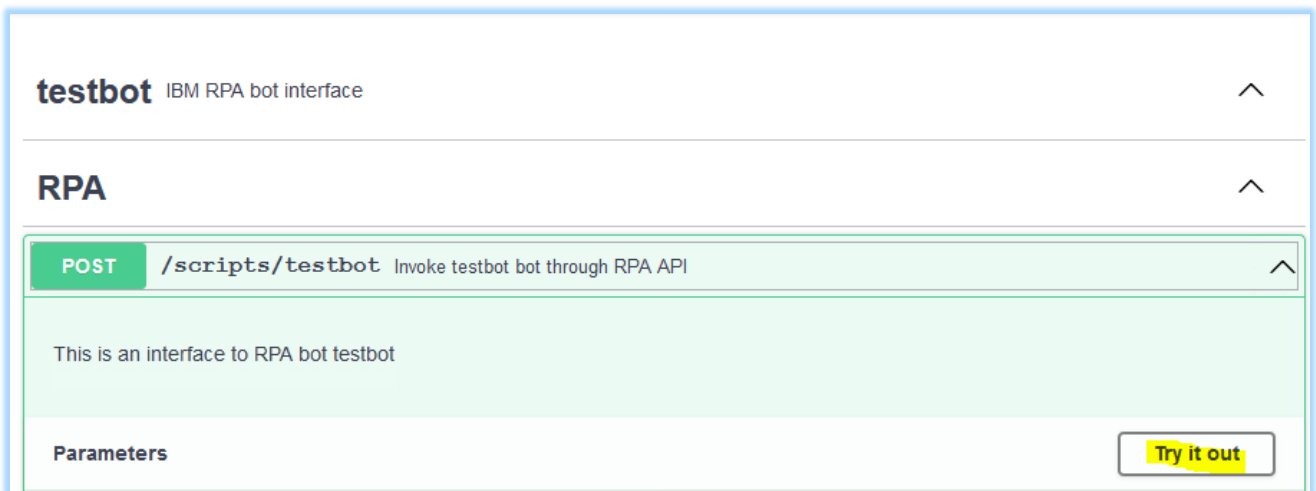 testbot IBM RPA bot interface
RPA
POST /scripts/testbot Invoke testbot bot through RPA API
This is an interface to RPA bot testbot
Parameters Try it out